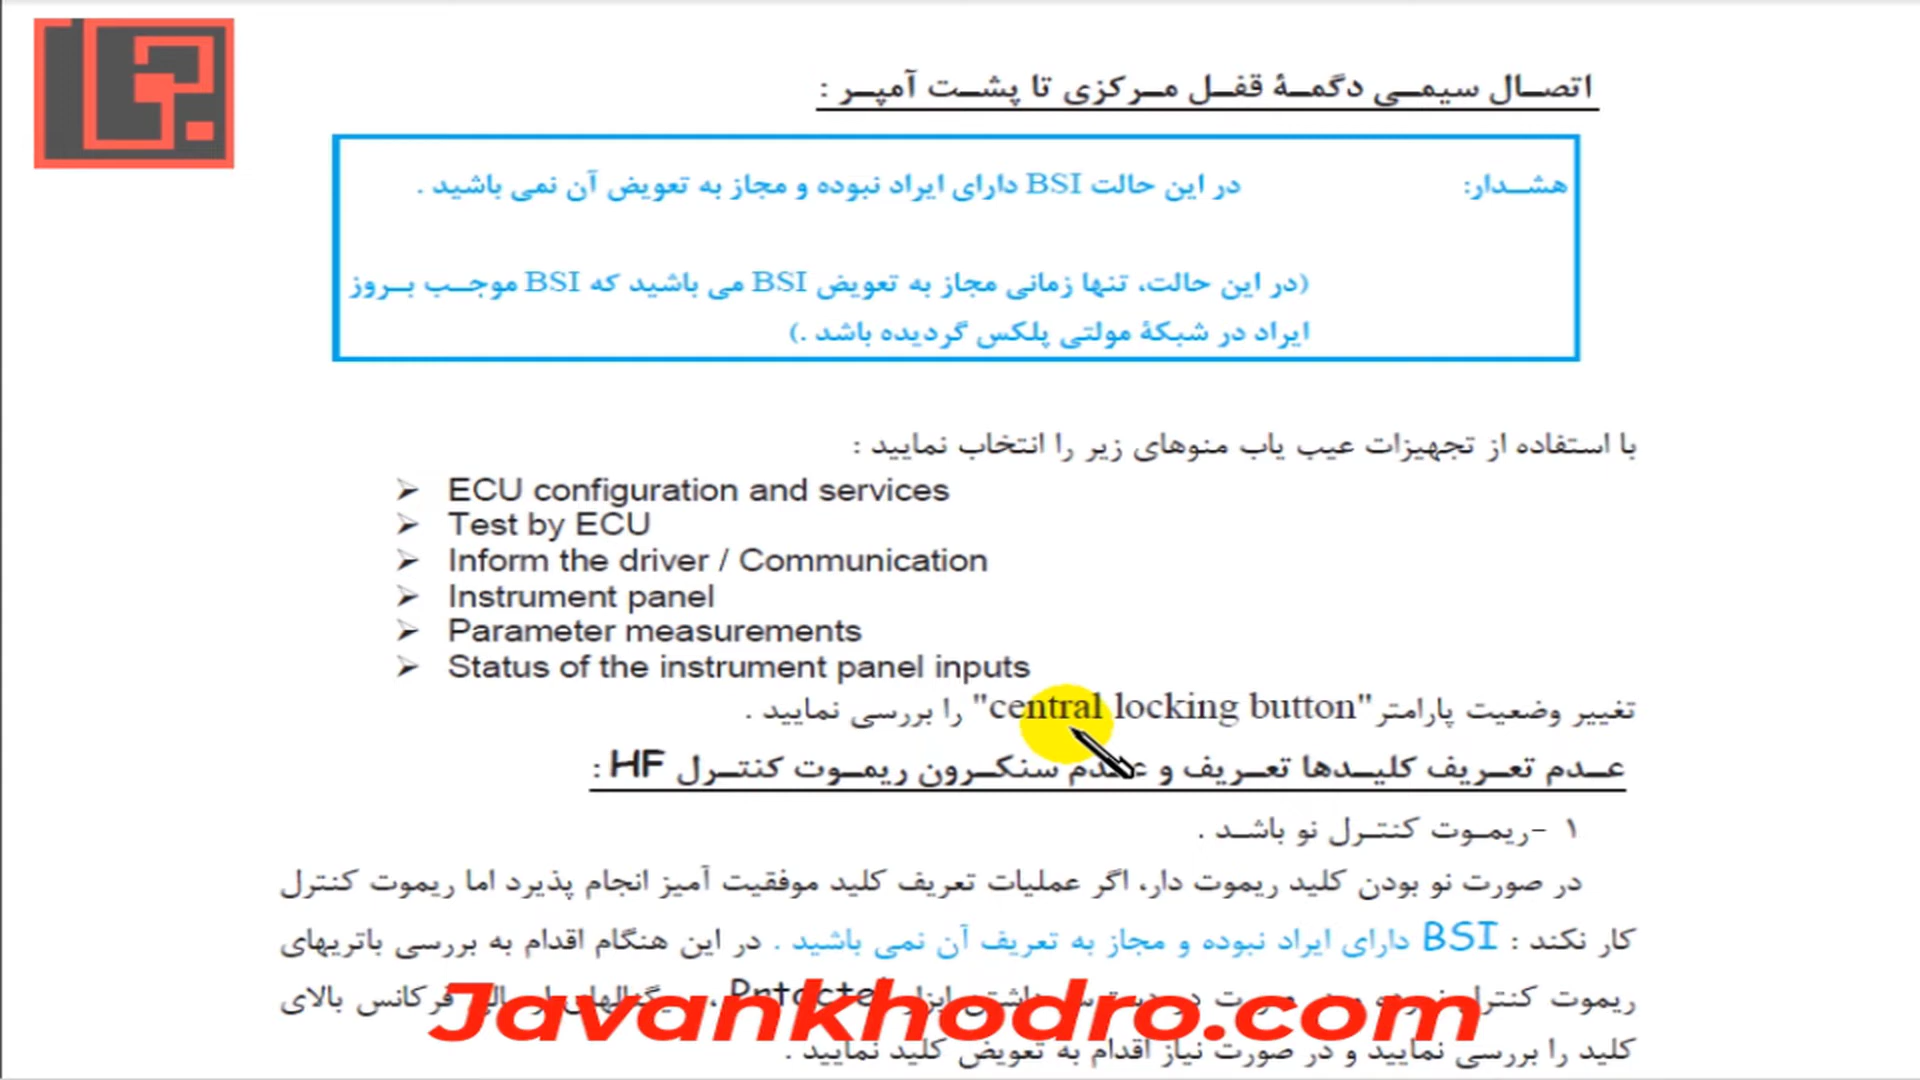 اتصال سیمی دگمهٔ قفل مرکزی تا پشت آمپر :
هشدار: در این حالت BSI دارای ایراد نبوده و مجاز به تعویض آن نمی باشید .
(در این حالت، تنها زمانی مجاز به تعویض BSI می باشید که BSI موجب بروز
ایراد در شبکهٔ مولتی پلکس گردیده باشد .)
با استفاده از تجهیزات عیب یاب منوهای زیر را انتخاب نمایید :
➢ ECU configuration and services
➢ Test by ECU
➢ Inform the driver / Communication
➢ Instrument panel
➢ Parameter measurements
➢ Status of the instrument panel inputs
تغییر وضعیت پارامتر "central locking button" را بررسی نمایید .
عدم تعریف کلیدها تعریف و عدم سنکرون ریموت کنترل HF :
۱ -ریموت کنترل نو باشد .
در صورت نو بودن کلید ریموت دار، اگر عملیات تعریف کلید موفقیت آمیز انجام پذیرد اما ریموت کنترل
کار نکند : BSI دارای ایراد نبوده و مجاز به تعریف آن نمی باشید . در این هنگام اقدام به بررسی باتریهای
ریموت کنترل ابزار فرکانس بالای
Javankhodro.com
کلید را بررسی نمایید و در صورت نیاز اقدام به تعویض کلید نمایید .